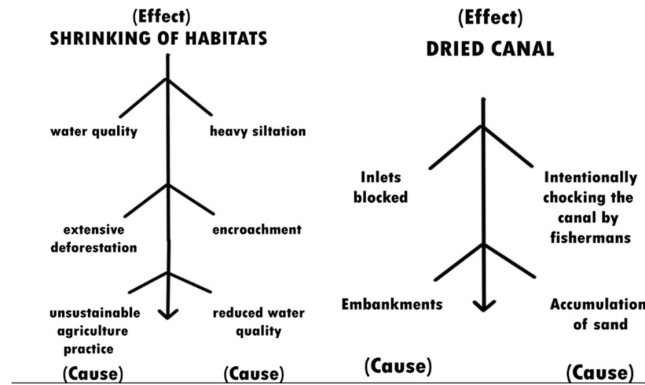 (Effect)
SHRINKING OF HABITATS
water quality
heavy siltation
extensive
deforestation
encroachment
unsustainable
agriculture
practice
reduced water
quality
(Cause)
(Cause)
(Effect)
DRIED CANAL
Inlets
blocked
Intentionally
chocking the
canal by
fishermans
Embankments
Accumulation
of sand
(Cause)
(Cause)